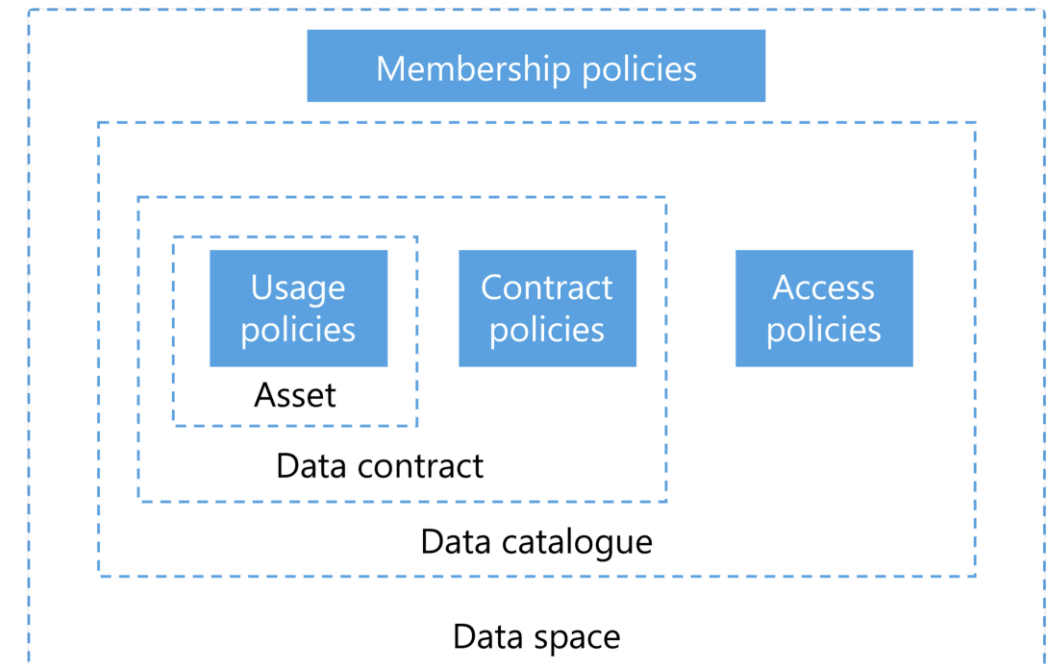 Membership policies
Usage
policies
Contract
policies
Access
policies
Asset
Data contract
Data catalogue
Data space